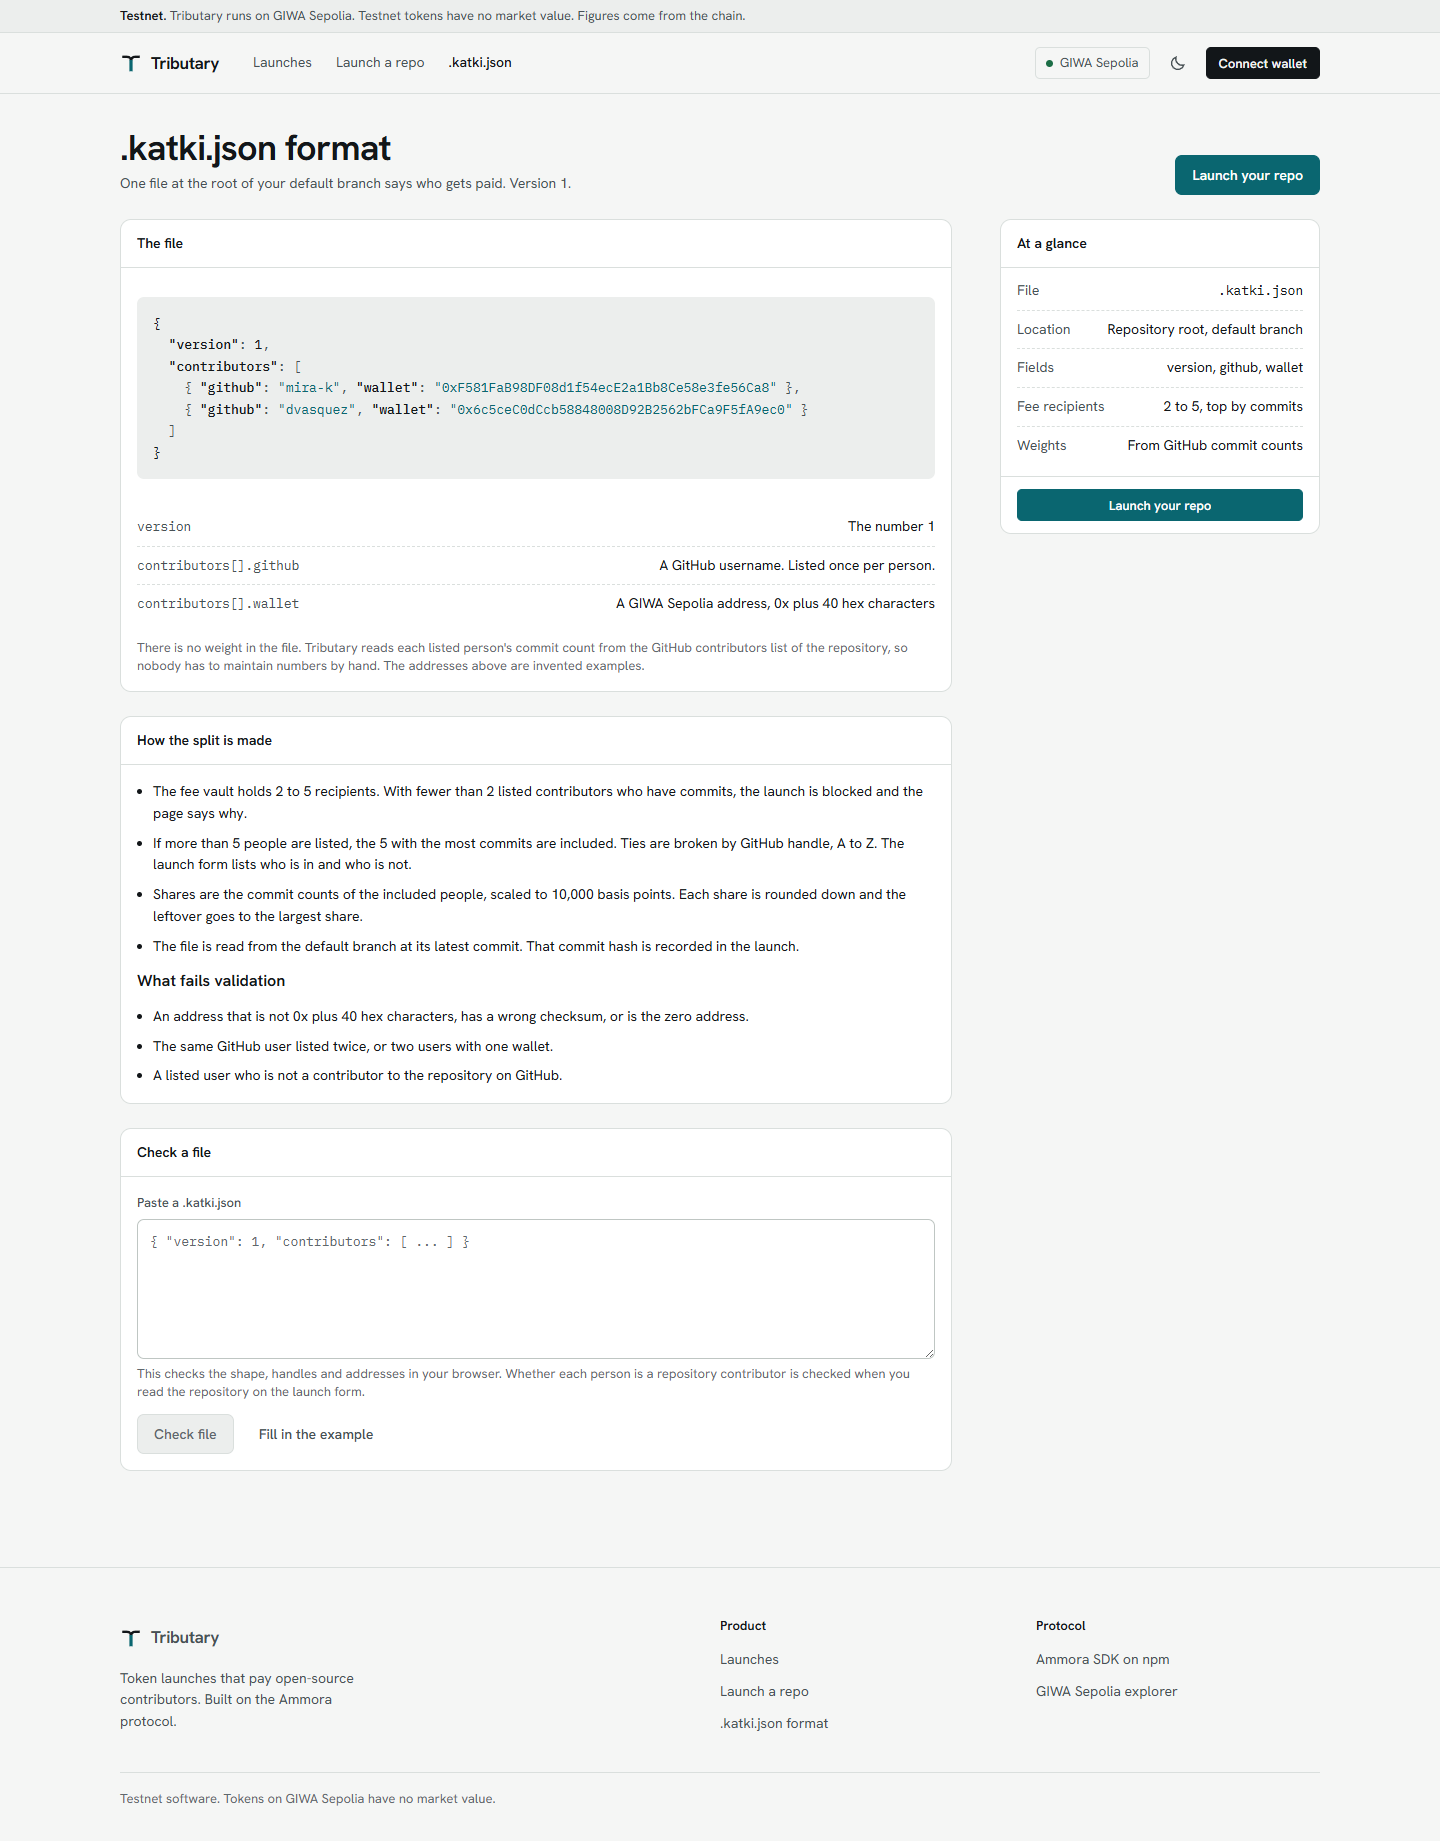 Testnet. Tributary runs on GIWA Sepolia. Testnet tokens have no market value. Figures come from the chain.
Tributary
Launches
Launch a repo
.katki.json
GIWA Sepolia
Connect wallet
.katki.json format
One file at the root of your default branch says who gets paid. Version 1.
Launch your repo
The file
{
"version": 1,
"contributors": [
{ "github": "mira-k", "wallet": "0xF581FaB98DF08d1f54ecE2a1Bb8Ce58e3fe56Ca8" },
{ "github": "dvasquez", "wallet": "0x6c5ceC0dCcb58848008D92B2562bFCa9F5fA9ec0" }
]
}
version
The number 1
contributors[].github
A GitHub username. Listed once per person.
contributors[].wallet
A GIWA Sepolia address, 0x plus 40 hex characters
There is no weight in the file. Tributary reads each listed person's commit count from the GitHub contributors list of the repository, so
nobody has to maintain numbers by hand. The addresses above are invented examples.
At a glance
File
.katki.json
Location
Repository root, default branch
Fields
version, github, wallet
Fee recipients
2 to 5, top by commits
Weights
From GitHub commit counts
Launch your repo
How the split is made
• The fee vault holds 2 to 5 recipients. With fewer than 2 listed contributors who have commits, the launch is blocked and the
page says why.
• If more than 5 people are listed, the 5 with the most commits are included. Ties are broken by GitHub handle, A to Z. The
launch form lists who is in and who is not.
• Shares are the commit counts of the included people, scaled to 10,000 basis points. Each share is rounded down and the
leftover goes to the largest share.
• The file is read from the default branch at its latest commit. That commit hash is recorded in the launch.
What fails validation
• An address that is not 0x plus 40 hex characters, has a wrong checksum, or is the zero address.
• The same GitHub user listed twice, or two users with one wallet.
• A listed user who is not a contributor to the repository on GitHub.
Check a file
Paste a .katki.json
{ "version": 1, "contributors": [ ... ] }
This checks the shape, handles and addresses in your browser. Whether each person is a repository contributor is checked when you
read the repository on the launch form.
Check file
Fill in the example
Tributary
Token launches that pay open-source
contributors. Built on the Ammora
protocol.
Product
Launches
Launch a repo
.katki.json format
Protocol
Ammora SDK on npm
GIWA Sepolia explorer
Testnet software. Tokens on GIWA Sepolia have no market value.